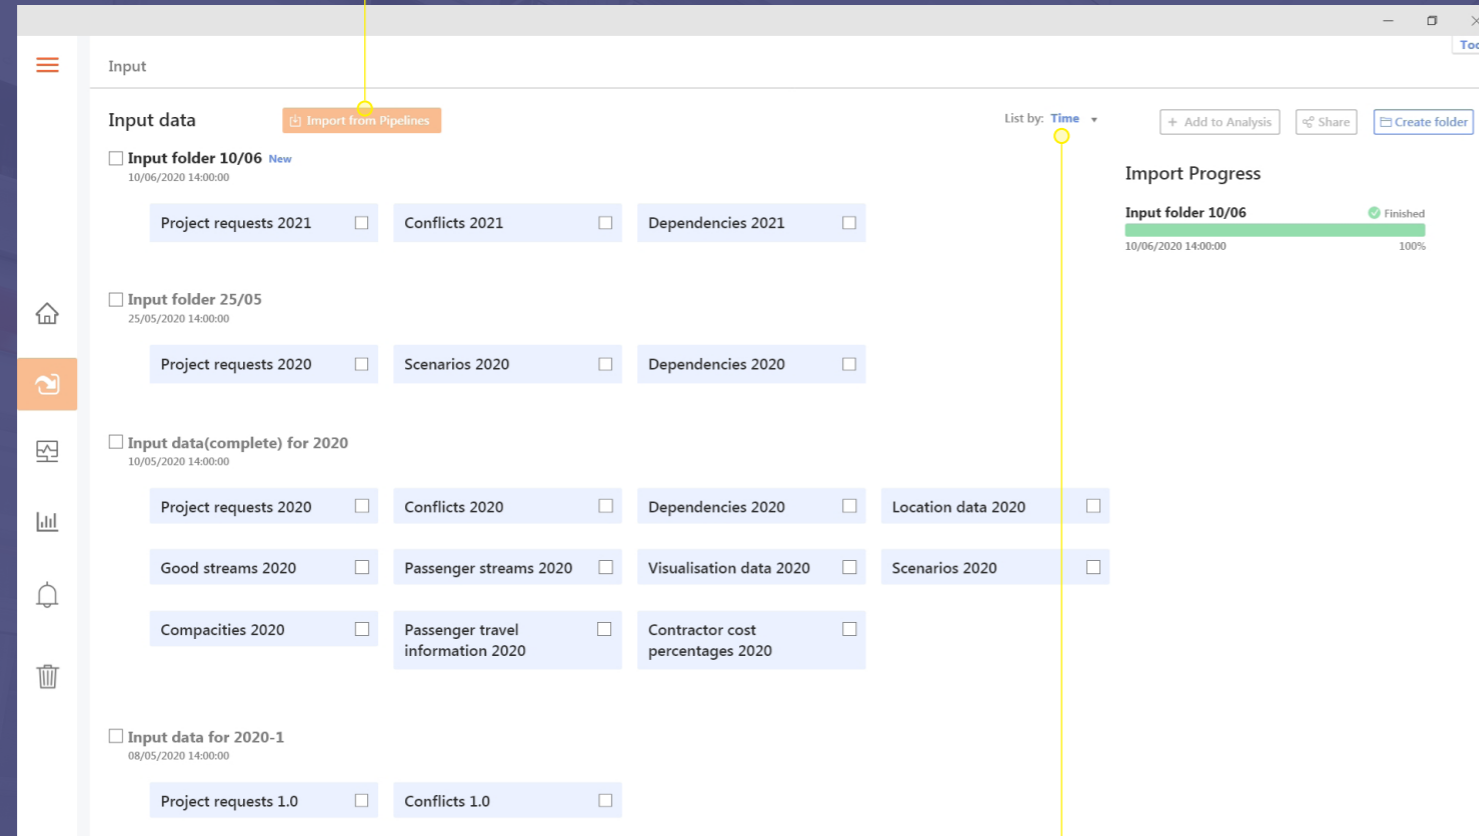 Too
Input
Input data
Import from Pipelines
List by: Time
+ Add to Analysis
Share
Create folder
Input folder 10/06 New
10/06/2020 14:00:00
Project requests 2021
Conflicts 2021
Dependencies 2021
Import Progress
Input folder 10/06
Finished
10/06/2020 14:00:00
100%
Input folder 25/05
25/05/2020 14:00:00
Project requests 2020
Scenarios 2020
Dependencies 2020
Input data(complete) for 2020
10/05/2020 14:00:00
Project requests 2020
Conflicts 2020
Dependencies 2020
Location data 2020
Good streams 2020
Passenger streams 2020
Visualisation data 2020
Scenarios 2020
Compacities 2020
Passenger travel
information 2020
Contractor cost
percentages 2020
Input data for 2020-1
08/05/2020 14:00:00
Project requests 1.0
Conflicts 1.0